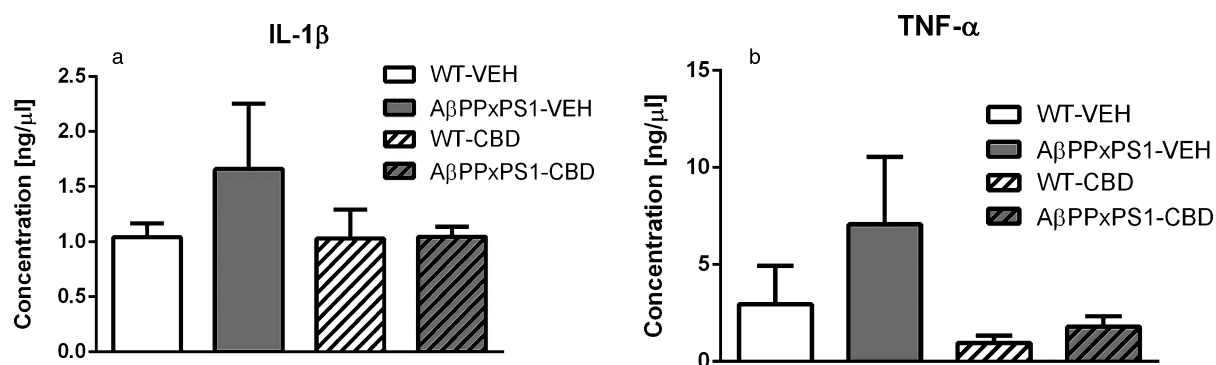 IL-1β
a
Concentration [ng/μl]
2.5
2.0
1.5
1.0
0.5
0.0
WT-VEH
AβPPxPS1-VEH
WT-CBD
AβPPxPS1-CBD
TNF-α
b
Concentration [ng/μl]
15
10
5
0
WT-VEH
AβPPxPS1-VEH
WT-CBD
AβPPxPS1-CBD